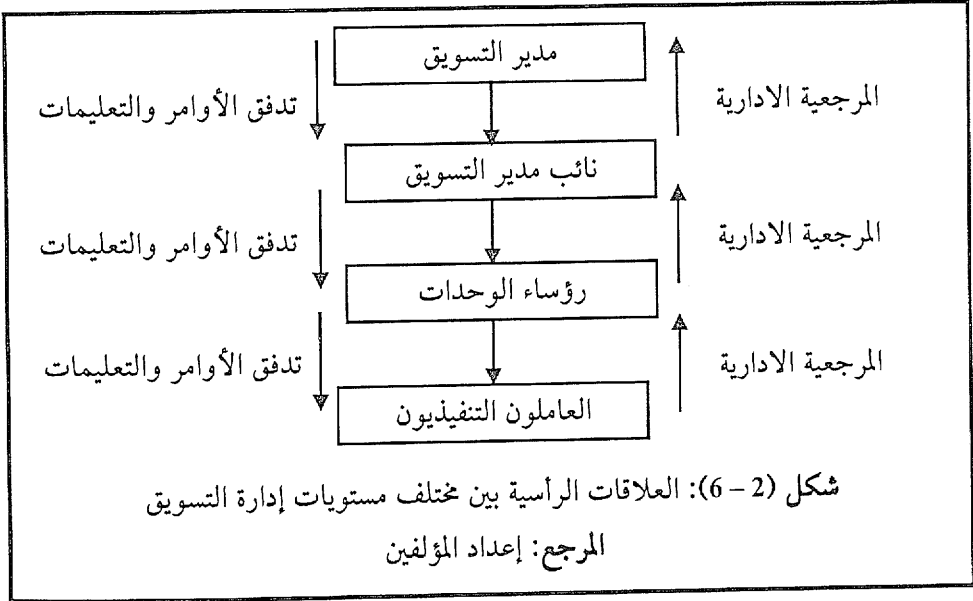 مدير التسويق
المرجعية الادارية
تدفق الأوامر والتعليمات
نائب مدير التسويق
المرجعية الادارية
تدفق الأوامر والتعليمات
رؤساء الوحدات
المرجعية الادارية
تدفق الأوامر والتعليمات
العاملون التنفيذيون
شكل (2 – 6): العلاقات الرأسية بين مختلف مستويات إدارة التسويق
المرجع: إعداد المؤلفين